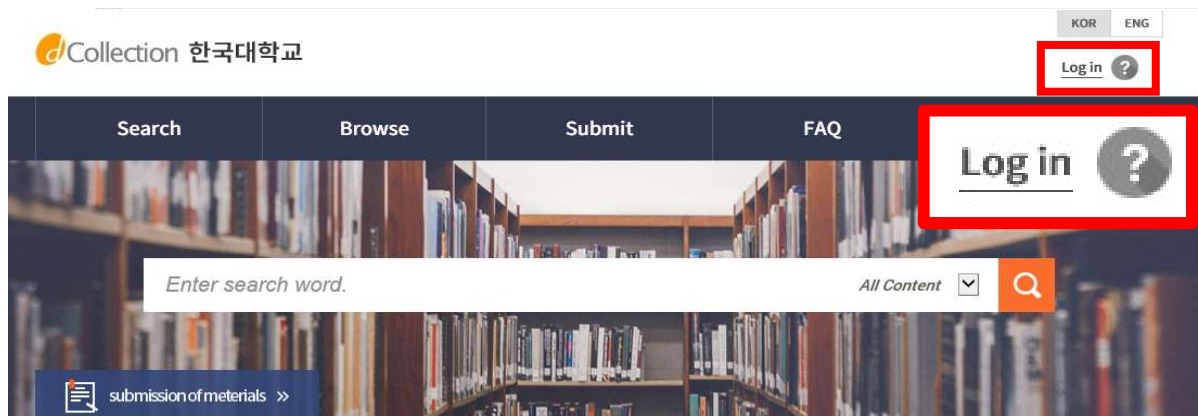 KOR ENG
dCollection 한국대학교
Log in ?
Search Browse Submit FAQ
Log in ?
Enter search word. All Content
submission of meterials »